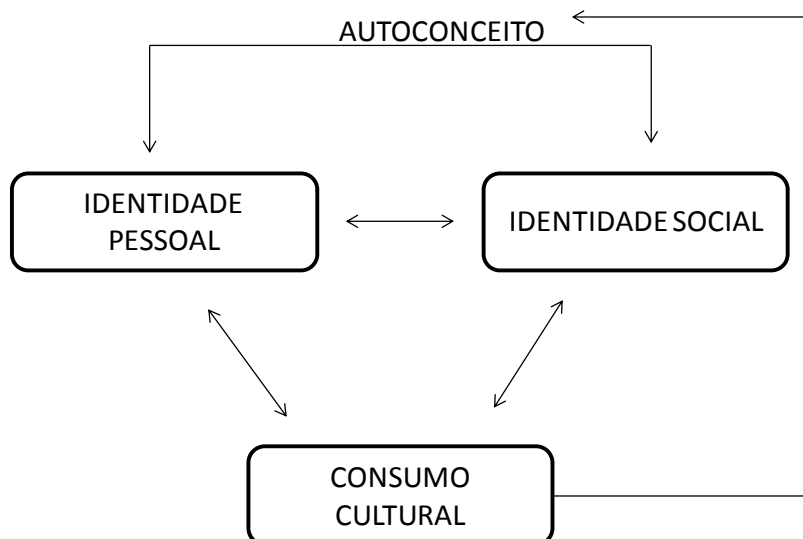 AUTOCONCEITO
IDENTIDADE
PESSOAL
IDENTIDADE SOCIAL
CONSUMO
CULTURAL